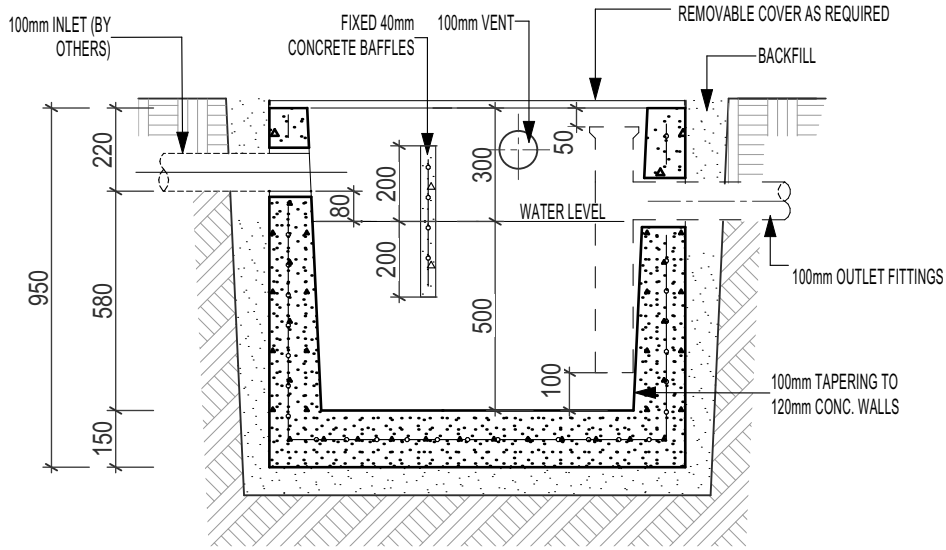 REMOVABLE COVER AS REQUIRED
100mm INLET (BY
OTHERS)
FIXED 40mm
CONCRETE BAFFLES
100mm VENT
BACKFILL
220
200
300
50
80
WATER LEVEL
200
950
580
500
100mm OUTLET FITTINGS
100
100mm TAPERING TO
120mm CONC. WALLS
150